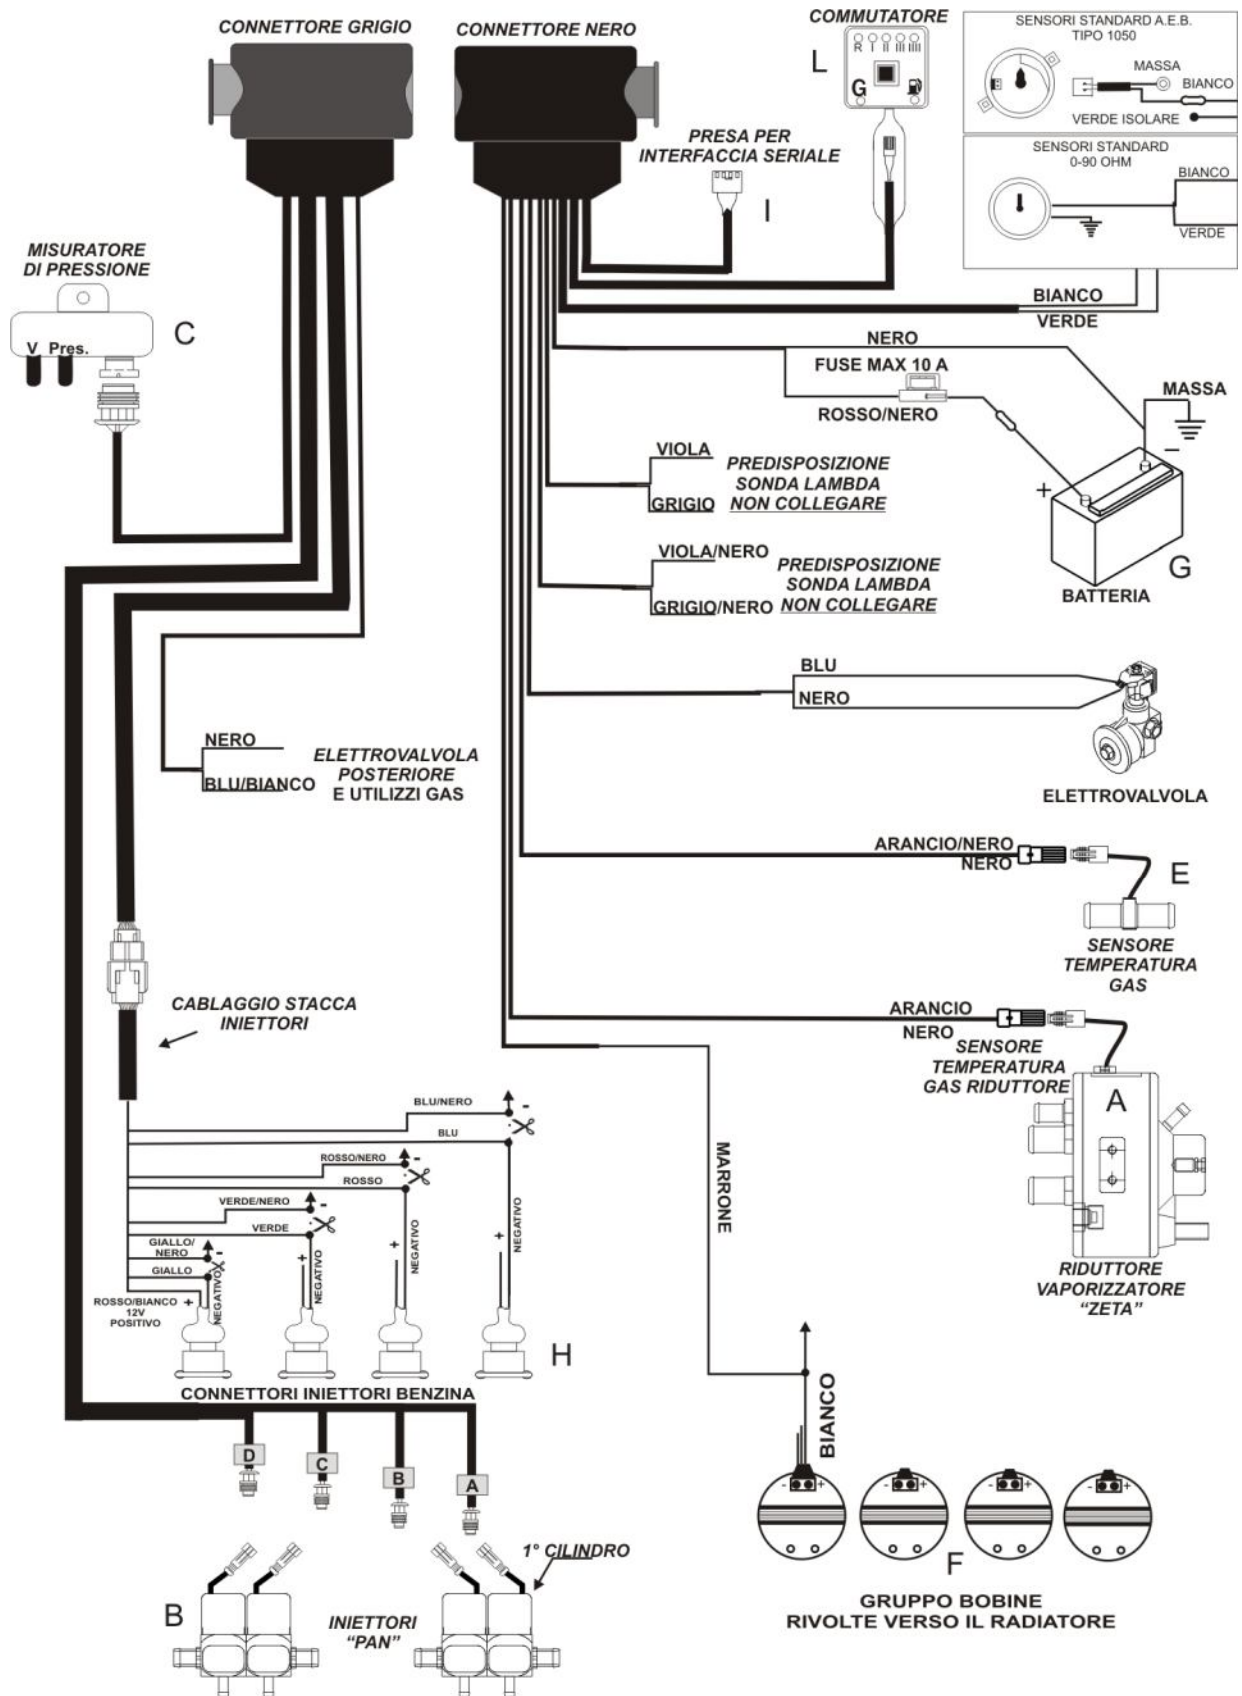 CONNETTORE GRIGIO
CONNETTORE NERO
COMMUTATORE
L
R I II III IIII
G
SENSORI STANDARD A.E.B.
TIPO 1050
MASSA
BIANCO
VERDE ISOLARE
SENSORI STANDARD
0-90 OHM
BIANCO
VERDE
PRESA PER
INTERFACCIA SERIALE
I
MISURATORE
DI PRESSIONE
V Pres.
C
BIANCO
VERDE
NERO
FUSE MAX 10 A
ROSSO/NERO
MASSA
-
+
G
BATTERIA
VIOLA
GRIGIO
PREDISPOSIZIONE
SONDA LAMBDA
NON COLLEGARE
VIOLA/NERO
GRIGIO/NERO
PREDISPOSIZIONE
SONDA LAMBDA
NON COLLEGARE
BLU
NERO
ELETTROVALVOLA
NERO
BLU/BIANCO
ELETTROVALVOLA
POSTERIORE
E UTILIZZI GAS
ARANCIO/NERO
NERO
E
SENSORE
TEMPERATURA
GAS
CABLAGGIO STACCA
INIETTORI
ARANCIO
NERO
SENSORE
TEMPERATURA
GAS RIDUTTORE
A
RIDUTTORE
VAPORIZZATORE
“ZETA”
BLU/NERO
-
BLU
ROSSO/NERO
-
ROSSO
VERDE/NERO
-
VERDE
GIALLO/
NERO
-
GIALLO
ROSSO/BIANCO
12V
POSITIVO
+
NEGATIVO
+
NEGATIVO
+
NEGATIVO
+
NEGATIVO
H
MARRONE
BIANCO
CONNETTORI INIETTORI BENZINA
D
C
B
A
- +
- +
- +
- +
F
GRUPPO BOBINE
RIVOLTE VERSO IL RADIATORE
1° CILINDRO
B
INIETTORI
“PAN”